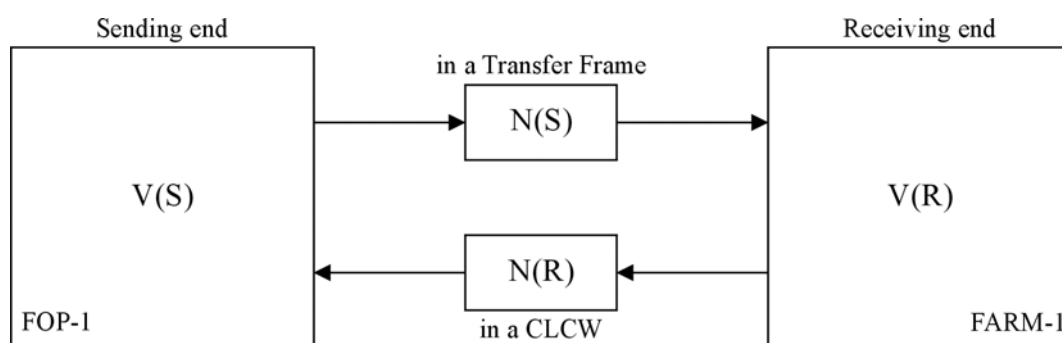 Sending end
Receiving end
in a Transfer Frame
N(S)
V(S)
V(R)
N(R)
FOP-1
in a CLCW
FARM-1